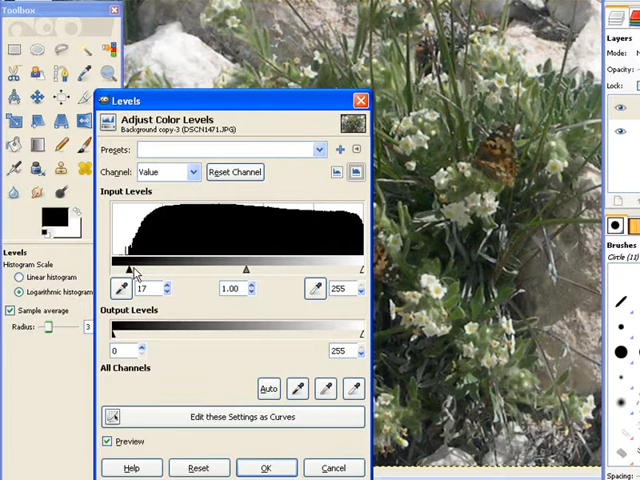 Toolbox
Levels
Adjust Color Levels
Background copy-3 (DSCN1471.JPG)
Presets:
Channel: Value Reset Channel
Input Levels
17 1.00 255
Output Levels
0 255
All Channels
Auto
Edit these Settings as Curves
Preview
Help Reset OK Cancel
Levels
Histogram Scale
Linear histogram
Logarithmic histogram
Sample average
Radius: 3
Layers
Mode:
Opacity:
Lock:
Brushes
Circle (11)
Spacing: